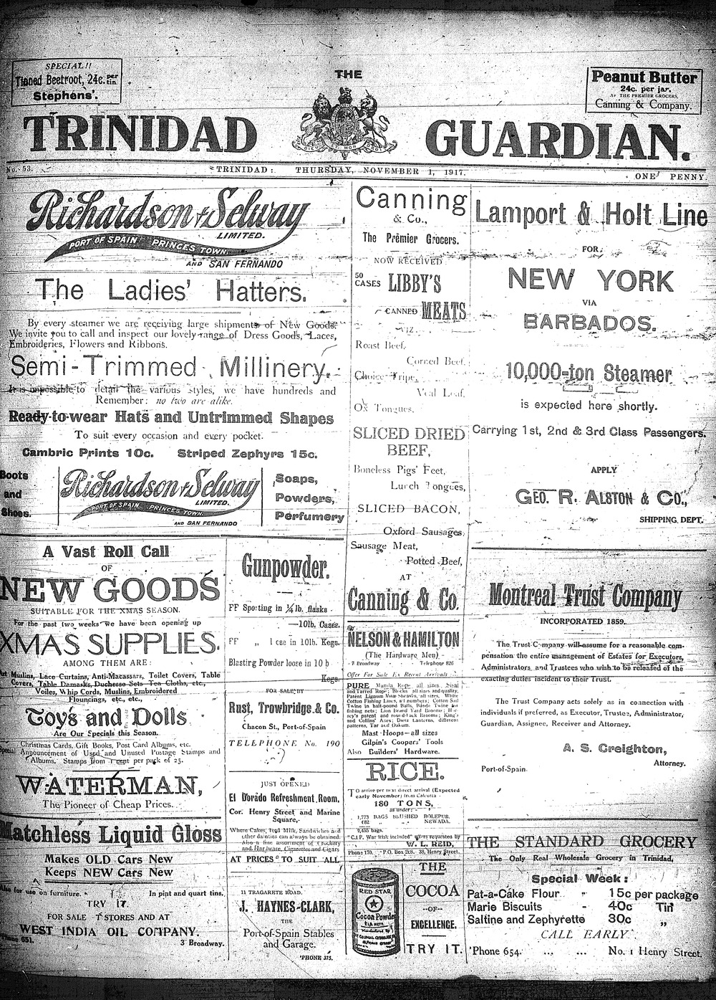 SPECIAL!!
Tinned Beetroot, 24c. per tin.
Stephens'.
THE
Peanut Butter
24c. per jar.
AT THE PREMIER GROCERS,
Canning & Company.
TRINIDAD GUARDIAN.
No. 53. TRINIDAD: THURSDAY, NOVEMBER 1, 1917. ONE PENNY.
Richardson & Selway
LIMITED.
PORT OF SPAIN PRINCES TOWN
AND SAN FERNANDO
The Ladies' Hatters.
By every steamer we are receiving large shipments of New Goods.
We invite you to call and inspect our lovely range of Dress Goods, Laces,
Embroideries, Flowers and Ribbons.
Semi-Trimmed Millinery.
It is impossible to detail the various styles, we have hundreds and
Remember: no two are alike.
Ready-to-wear Hats and Untrimmed Shapes
To suit every occasion and every pocket.
Cambric Prints 10c. Striped Zephyrs 15c.
Boots
and
Shoes.
Richardson & Selway
LIMITED.
PORT OF SPAIN PRINCES TOWN.
AND SAN FERNANDO
Soaps,
Powders,
Perfumery
A Vast Roll Call
OF
NEW GOODS
SUITABLE FOR THE XMAS SEASON.
For the past two weeks we have been opening up
XMAS SUPPLIES.
AMONG THEM ARE
Art Muslins, Lace Curtains, Anti-Macassars, Toilet Covers, Table
Covers, Table Damasks, Duchesse Sets Tea Cloths, etc.,
Voiles, Whip Cords, Muslins, Embroidered
Flouncings, etc., etc.,
Toys and Dolls
Are Our Specials this Season.
Christmas Cards, Gift Books, Post Card Albums, etc.
Special Announcement of Used and Unused Postage Stamps and
Albums. Stamps from 1 cent per pack of 25.
WATERMAN,
The Pioneer of Cheap Prices.
Matchless Liquid Gloss
Makes OLD Cars New
Keeps NEW Cars New
Also for use on furniture. In pint and quart tins.
TRY IT.
FOR SALE STORES AND AT
WEST INDIA OIL COMPANY.
Phone 651. 3 Broadway.
Gunpowder.
FF Sporting in ¼ lb. flasks
10lb. Cases.
FF „ lcse in 10lb. Kegs.
Blasting Powder loose in 10 b
Kegs.
FOR SALE BY
Rust, Trowbridge & Co.
Chacon St., Port-of-Spain
TELEPHONE No. 190
JUST OPENED
El Dorado Refreshment Room,
Cor. Henry Street and Marine
Square,
Where Cakes, Iced Milk, Sandwiches and
other dainties can always be obtained.
Also a fine assortment of Crockery
and Hardware, Cigarettes and Cigars
AT PRICES TO SUIT ALL
11 TRAGARETE ROAD.
J. HAYNES-CLARK,
THE
Port-of-Spain Stables
and Garage.
'PHONE 375.
Canning
& Co.,
The Premier Grocers.
NOW RECEIVED
50 CASES LIBBY'S
CANNED MEATS
VIZ.
Roast Beef,
Corned Beef,
Choice Tripe,
Veal Loaf,
Ox Tongues,
SLICED DRIED
BEEF,
Boneless Pigs' Feet,
Lunch Tongues,
SLICED BACON,
Oxford Sausages,
Sausage Meat,
Potted Beef,
AT
Canning & Co.
NELSON & HAMILTON
(The Hardware Men)
7 Broadway Telephone 826
Offer For Sale Ex Recent Arrivals
PURE Manila Rope all sizes, Sisal
and Tarred Rope; Blocks all sizes and quality,
Patent Lignum Vitæ Sheaves, all sizes, White
Cotton Fishing Lines, all numbers; Cotton Sail
Twine in half-pound Balls, Twine for
fishing nets; Lion Brand Yard Brooms;
patent and Brooms; King's
and Collins' Axes; Dietz Lanterns, different
patterns, Tar and Oakum.
Mast Hoops—all sizes
Gilpin's Coopers' Tools
Also Builders' Hardware.
RICE.
TO arrive per next direct arrival (Expected
early November) from Calcutta
180 TONS,
as under:
1,773 BAGS BLUSHED BOLEPUR,
682 „ NEWADA.
2,455 bags.
"C.I.F. War Risk included" offers requested by
W. L. REID,
Phone 170. P.O. Box 268. 38, Henry Street.
RED STAR
Cocoa Powder
THE
COCOA
—OF—
EXCELLENCE.
TRY IT.
Lamport & Holt Line
FOR
NEW YORK
VIA
BARBADOS.
10,000-ton Steamer
is expected here shortly.
Carrying 1st, 2nd & 3rd Class Passengers.
APPLY
GEO. R. ALSTON & CO.,
SHIPPING DEPT.
Montreal Trust Company
INCORPORATED 1859.
The Trust Company will assume for a reasonable com-
pensation the entire management of Estates for Executors,
Administrators and Trustees who wish to be released of the
exacting duties incident to their Trust.
The Trust Company acts solely as in connection with
individuals if preferred, as Executor, Trustee, Administrator,
Guardian, Assignee, Receiver and Attorney.
A. S. Creighton,
Attorney.
Port-of-Spain.
THE STANDARD GROCERY
The Only Real Wholesale Grocery in Trinidad.
Special Week:
Pat-a-Cake Flour - 15c per package
Marie Biscuits - 40c Tin
Saltine and Zephyrette 30c „
CALL EARLY
'Phone 654. ... ... No. 1 Henry Street.